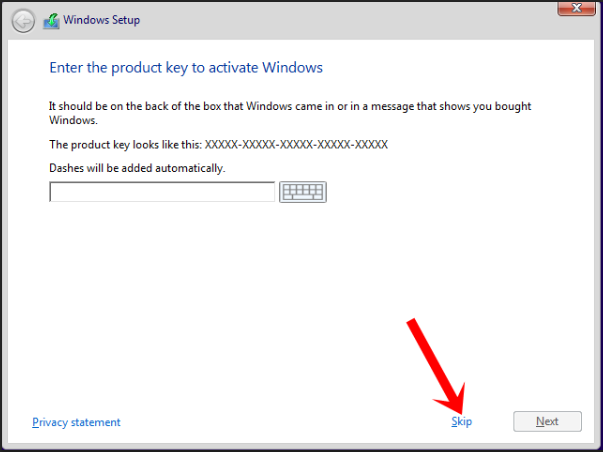 Windows Setup
Enter the product key to activate Windows
It should be on the back of the box that Windows came in or in a message that shows you bought
Windows.
The product key looks like this: XXXXX-XXXXX-XXXXX-XXXXX-XXXXX
Dashes will be added automatically.
Privacy statement
Skip
Next